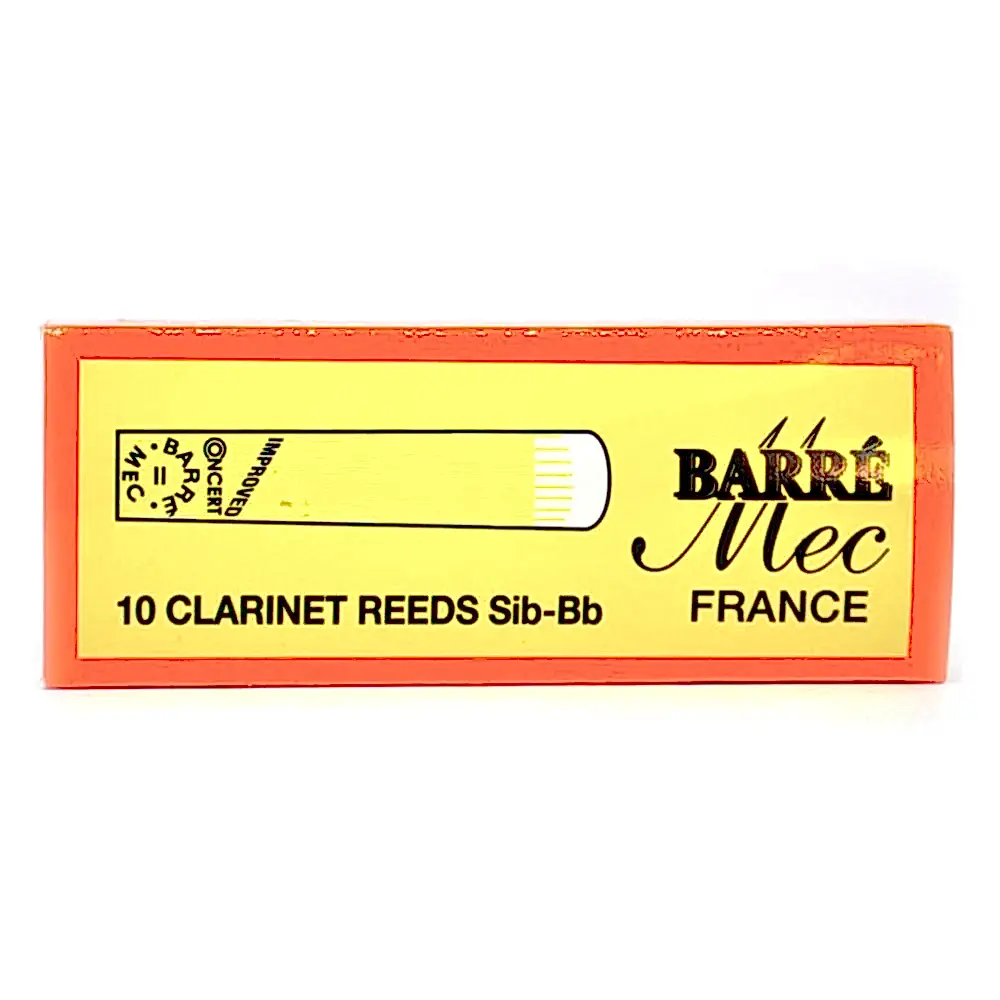 BARRÉ
MEC
CONCERT
IMPROVED
BARRÉ
Mec
10 CLARINET REEDS Sib-Bb
FRANCE